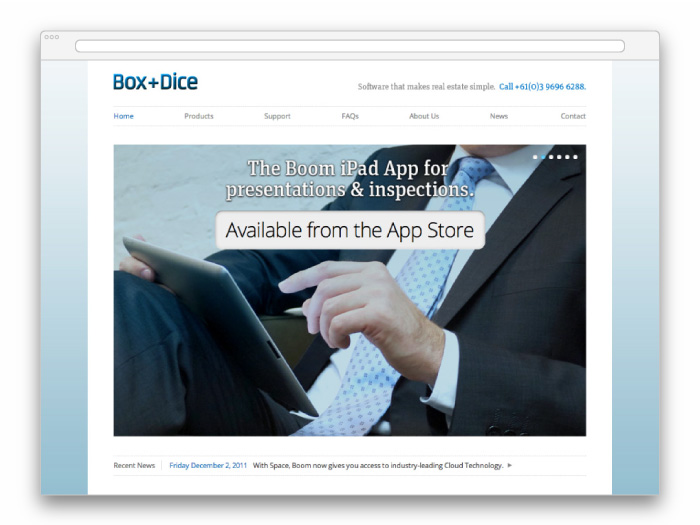 Box+Dice
Software that makes real estate simple. Call +61(0)3 9696 6288.
Home Products Support FAQs About Us News Contact
The Boom iPad App for
presentations & inspections.
Available from the App Store
Recent News Friday December 2, 2011 With Space, Boom now gives you access to industry-leading Cloud Technology.